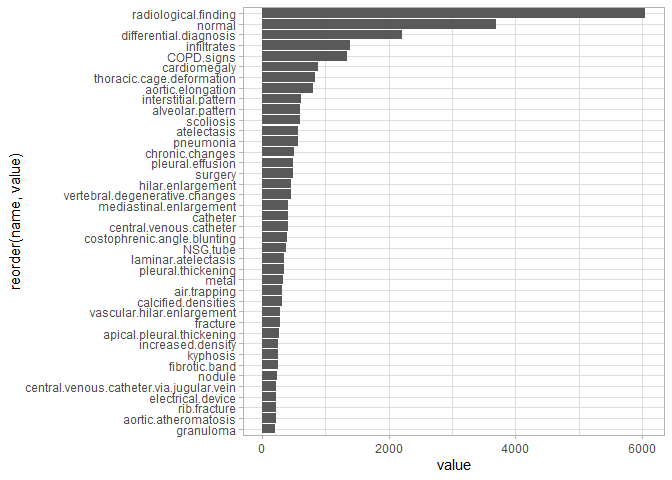 radiological.finding
normal
differential.diagnosis
infiltrates
COPD.signs
cardiomegaly
thoracic.cage.deformation
aortic.elongation
interstitial.pattern
alveolar.pattern
scoliosis
atelectasis
pneumonia
chronic.changes
pleural.effusion
surgery
hilar.enlargement
vertebral.degenerative.changes
mediastinal.enlargement
catheter
central.venous.catheter
costophrenic.angle.blunting
NSG.tube
laminar.atelectasis
pleural.thickening
metal
air.trapping
calcified.densities
vascular.hilar.enlargement
fracture
apical.pleural.thickening
increased.density
kyphosis
fibrotic.band
nodule
central.venous.catheter.via.jugular.vein
electrical.device
rib.fracture
aortic.atheromatosis
granuloma
reorder(name, value)
0 2000 4000 6000
value